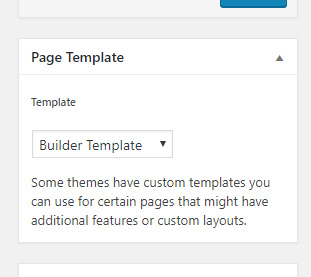 Page Template
Template
Builder Template
Some themes have custom templates you
can use for certain pages that might have
additional features or custom layouts.